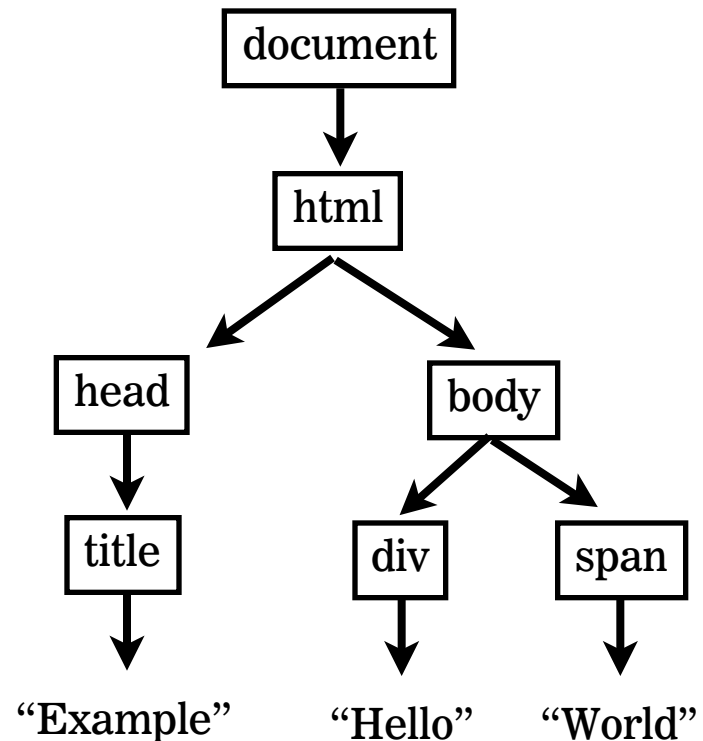 document
html
head
body
title
div
span
“Example”
“Hello”
“World”